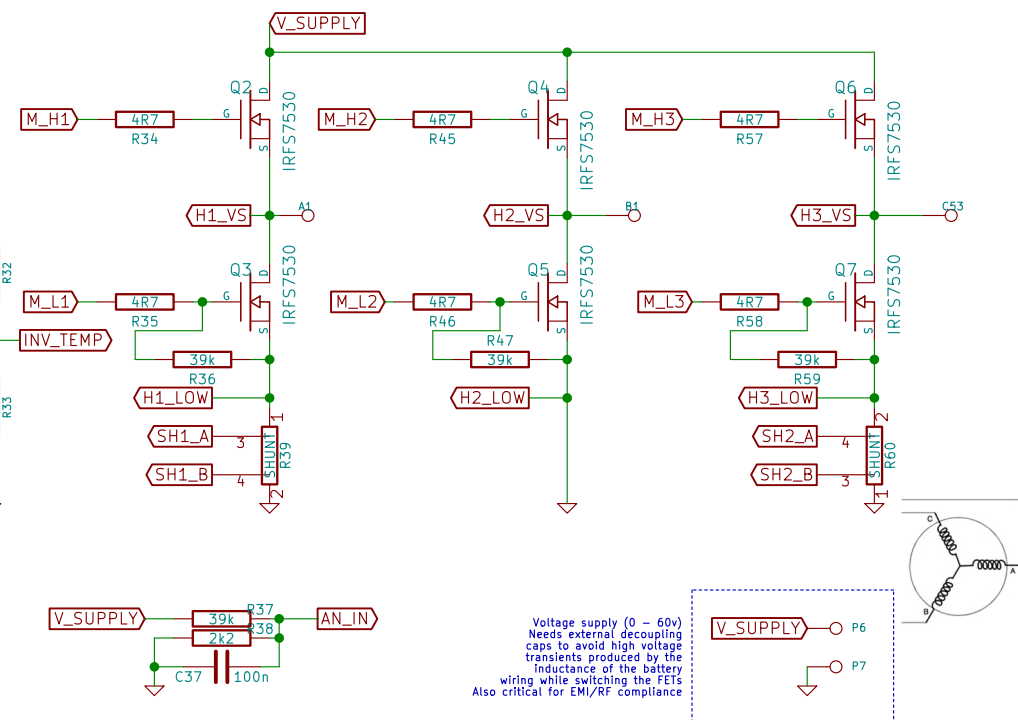 V_SUPPLY
Q2
D
G
S
IRFS7530
M_H1
4R7
R34
Q4
D
G
S
IRFS7530
M_H2
4R7
R45
Q6
D
G
S
IRFS7530
M_H3
4R7
R57
H1_VS
A1
H2_VS
B1
H3_VS
C53
R32
Q3
D
G
S
IRFS7530
M_L1
4R7
R35
Q5
D
G
S
IRFS7530
M_L2
4R7
R46
Q7
D
G
S
IRFS7530
M_L3
4R7
R58
INV_TEMP
39k
R36
R47
39k
39k
R59
R33
H1_LOW
H2_LOW
H3_LOW
1
SH1_A
3
SHUNT
R39
SH1_B
4
2
2
SH2_A
4
SHUNT
R60
SH2_B
3
1
C
A
B
V_SUPPLY
39k
R37
AN_IN
2k2
R38
C37
100n
Voltage supply (0 – 60v)
Needs external decoupling
caps to avoid high voltage
transients produced by the
inductance of the battery
wiring while switching the FETs
Also critical for EMI/RF compliance
V_SUPPLY
P6
P7